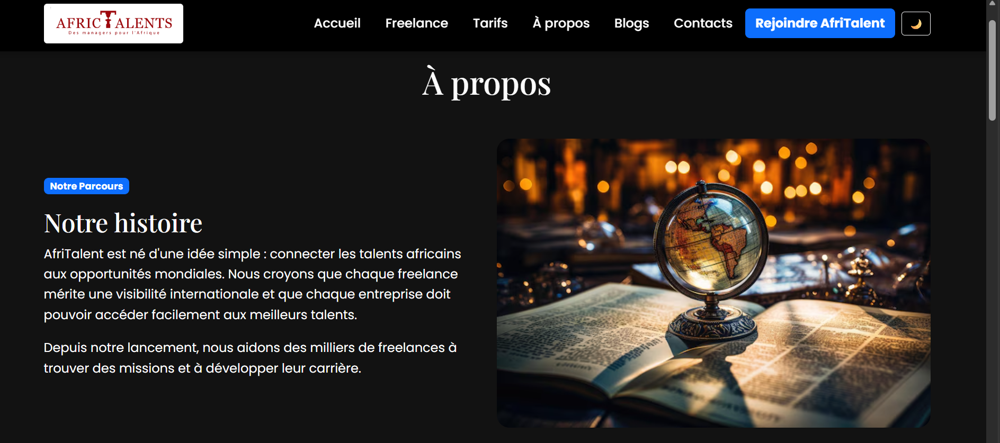 AFRICTALENTS
Des managers pour l'Afrique
Accueil
Freelance
Tarifs
À propos
Blogs
Contacts
Rejoindre AfriTalent
À propos
Notre Parcours
Notre histoire
AfriTalent est né d'une idée simple : connecter les talents africains
aux opportunités mondiales. Nous croyons que chaque freelance
mérite une visibilité internationale et que chaque entreprise doit
pouvoir accéder facilement aux meilleurs talents.
Depuis notre lancement, nous aidons des milliers de freelances à
trouver des missions et à développer leur carrière.